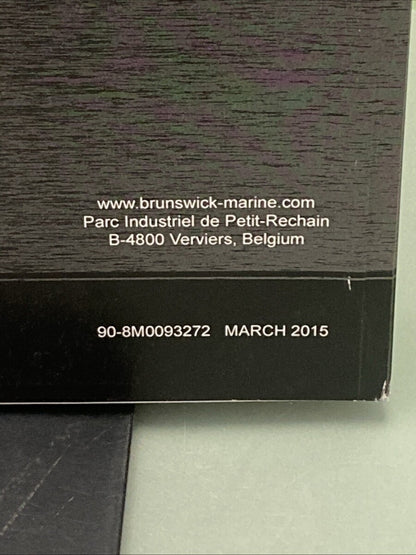 www.brunswick-marine.com
Parc Industriel de Petit-Rechain
B-4800 Verviers, Belgium
90-8M0093272 MARCH 2015